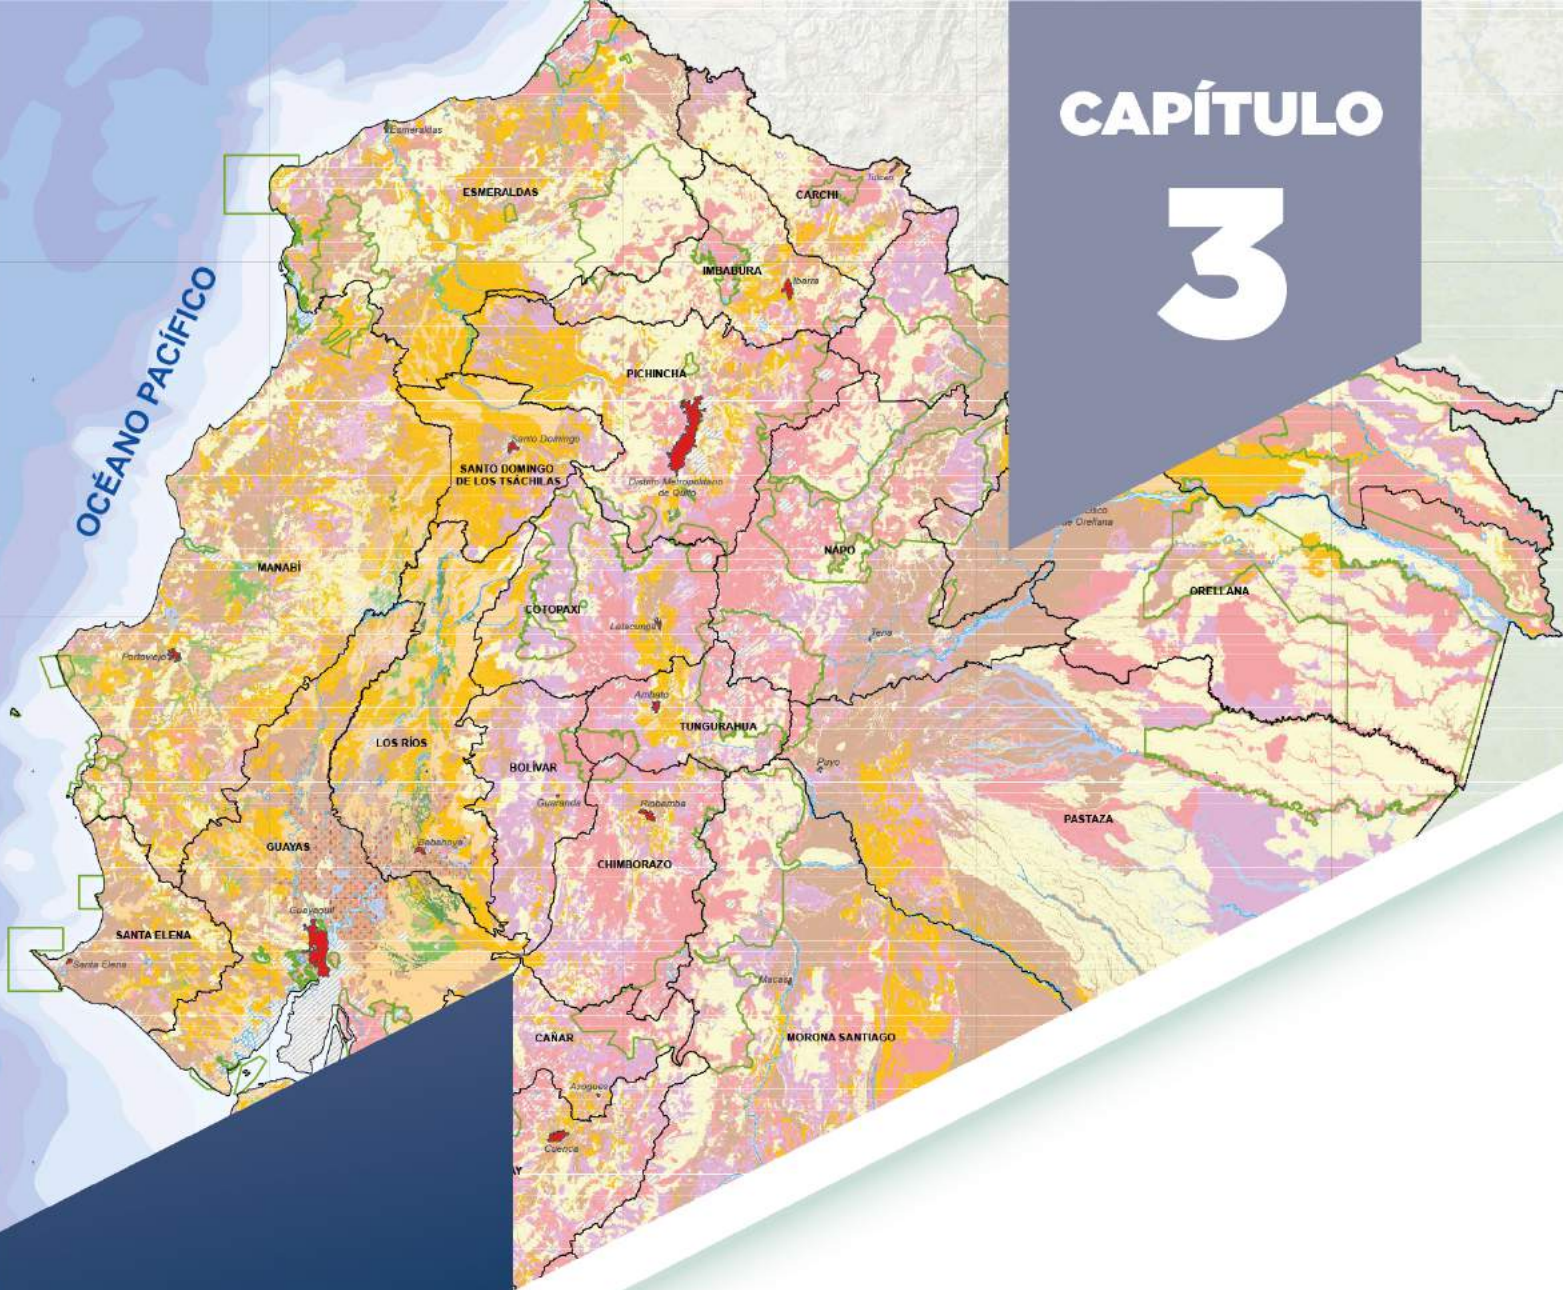 CAPÍTULO
3
OCÉANO PACÍFICO
Esmeraldas
ESMERALDAS
Tulcán
CARCHI
IMBABURA
Ibarra
PICHINCHA
Santo Domingo
SANTO DOMINGO
DE LOS TSÁCHILAS
Distrito Metropolitano
de Quito
de Orellana
NAPO
MANABÍ
ORELLANA
COTOPAXI
Latacunga
Tena
Portoviejo
Ambato
TUNGURAHUA
LOS RÍOS
BOLÍVAR
Puyo
Guaranda
Riobamba
PASTAZA
GUAYAS
Babahoyo
CHIMBORAZO
Guayaquil
SANTA ELENA
Santa Elena
Macas
CAÑAR
MORONA SANTIAGO
Azogues
Cuenca